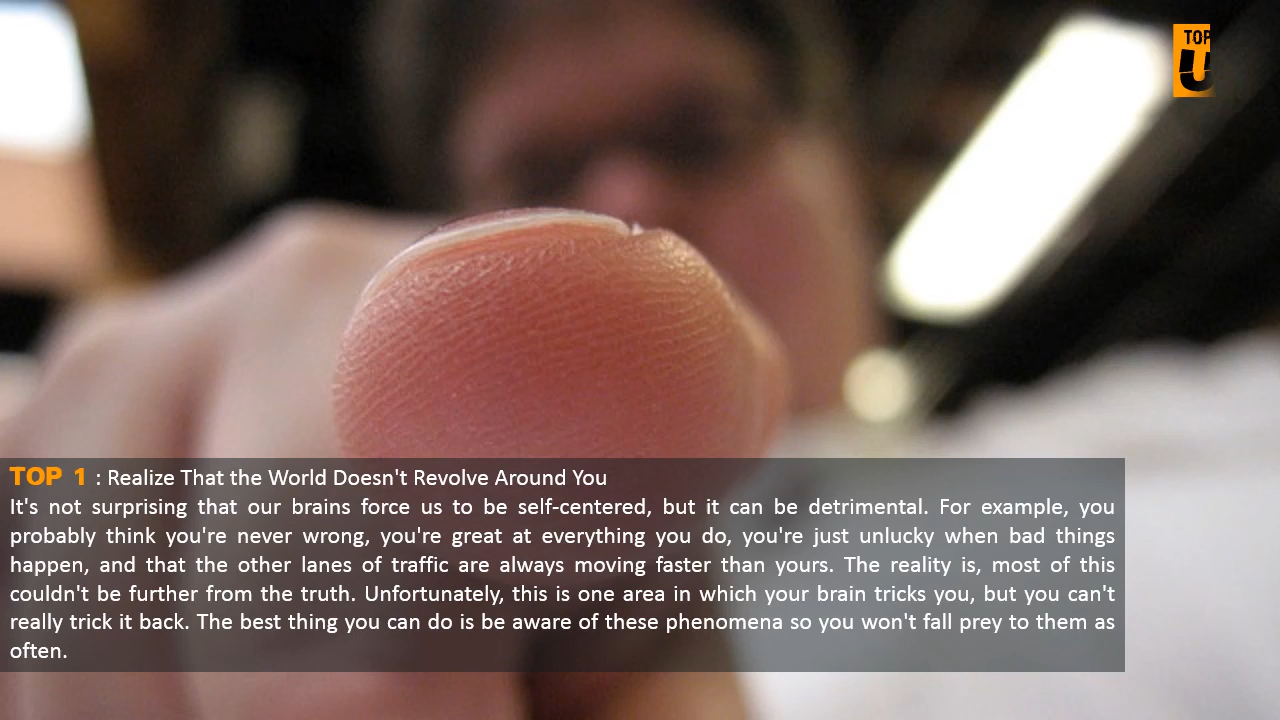 TOP
U
TOP 1 : Realize That the World Doesn't Revolve Around You
It's not surprising that our brains force us to be self-centered, but it can be detrimental. For example, you
probably think you're never wrong, you're great at everything you do, you're just unlucky when bad things
happen, and that the other lanes of traffic are always moving faster than yours. The reality is, most of this
couldn't be further from the truth. Unfortunately, this is one area in which your brain tricks you, but you can't
really trick it back. The best thing you can do is be aware of these phenomena so you won't fall prey to them as
often.